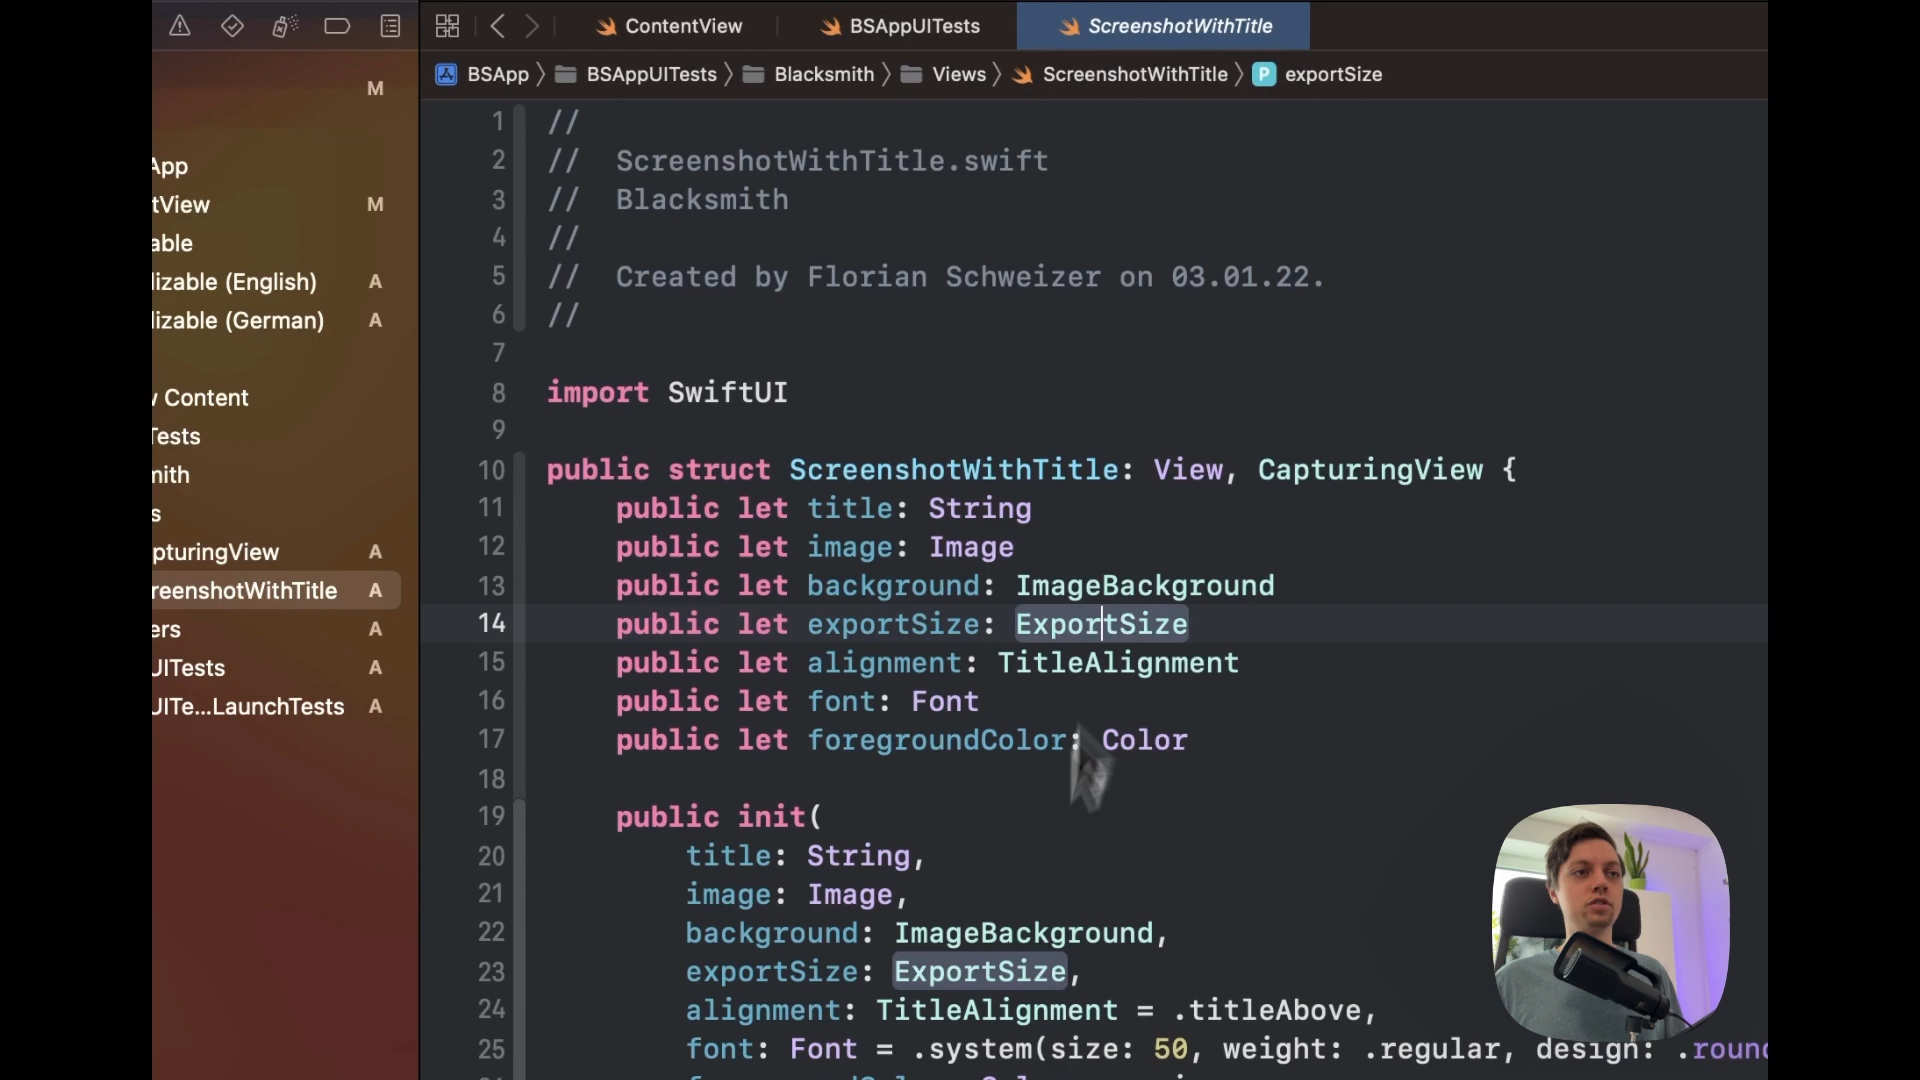 ContentView
BSAppUITests
ScreenshotWithTitle
BSApp
BSAppUITests
Blacksmith
Views
ScreenshotWithTitle
P
exportSize
M
App
tView
M
able
lizable (English)
A
lizable (German)
A
Content
Tests
mith
s
pturingView
A
reenshotWithTitle
A
ers
A
UITests
A
UITe...LaunchTests
A
1 //
2 // ScreenshotWithTitle.swift
3 // Blacksmith
4 //
5 // Created by Florian Schweizer on 03.01.22.
6 //
7
8 import SwiftUI
9
10 public struct ScreenshotWithTitle: View, CapturingView {
11 public let title: String
12 public let image: Image
13 public let background: ImageBackground
14 public let exportSize: ExportSize
15 public let alignment: TitleAlignment
16 public let font: Font
17 public let foregroundColor: Color
18
19 public init(
20 title: String,
21 image: Image,
22 background: ImageBackground,
23 exportSize: ExportSize,
24 alignment: TitleAlignment = .titleAbove,
25 font: Font = .system(size: 50, weight: .regular, design: .round